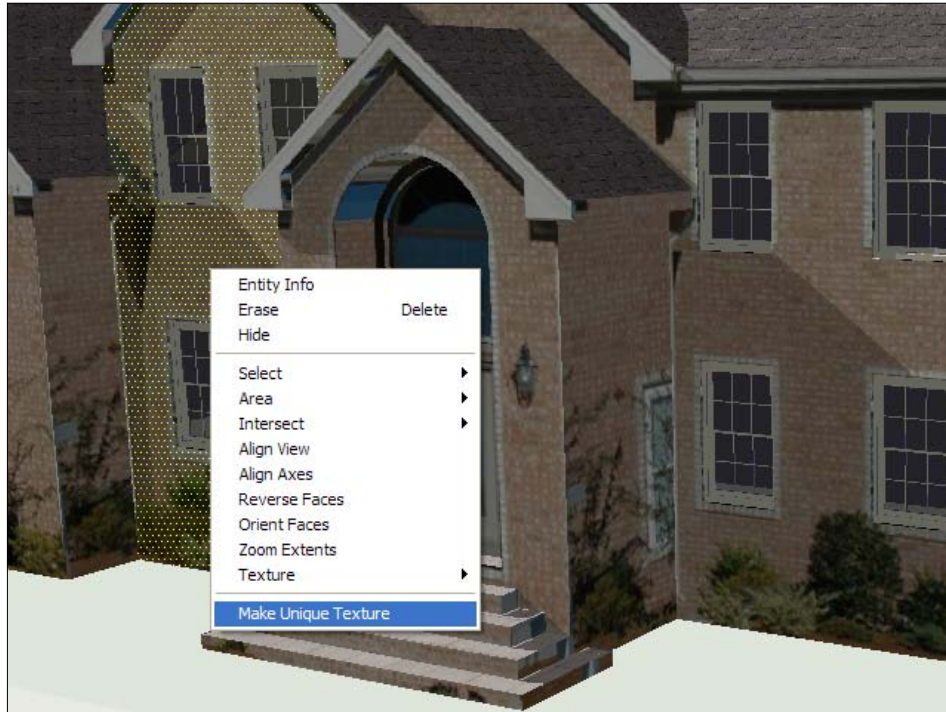 Entity Info
Erase Delete
Hide
Select
Area
Intersect
Align View
Align Axes
Reverse Faces
Orient Faces
Zoom Extents
Texture
Make Unique Texture